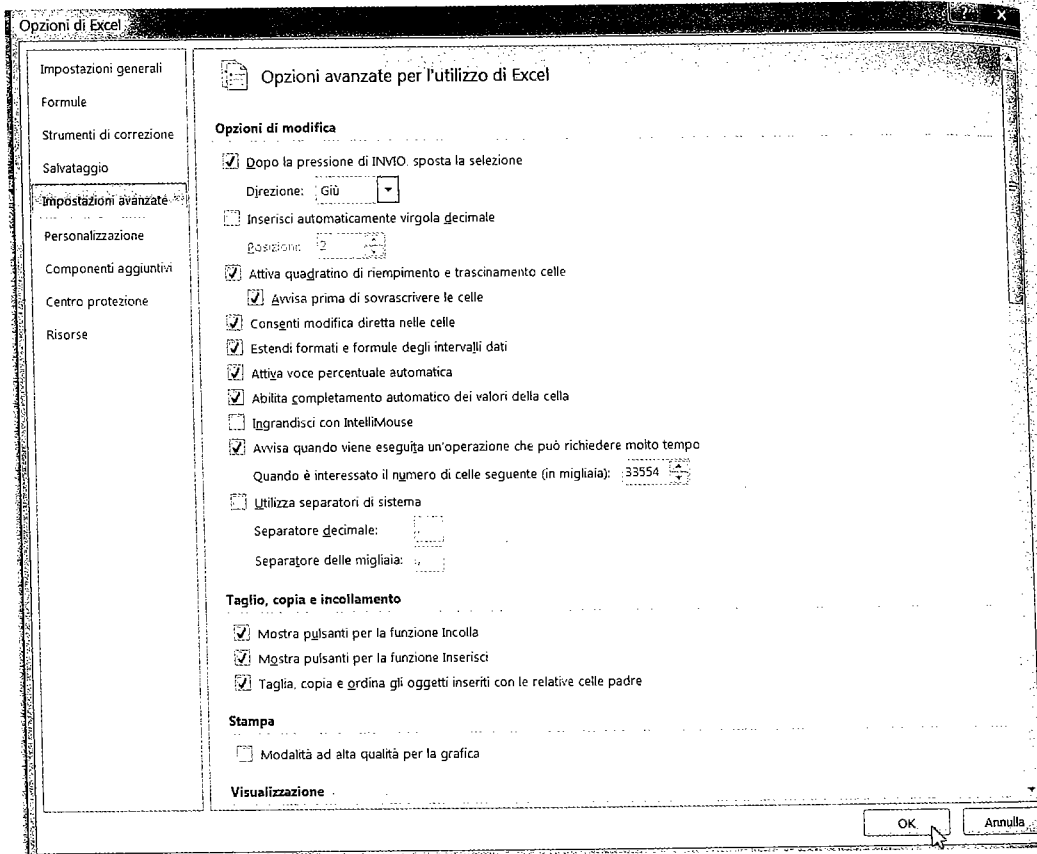 Opzioni di Excel
? X
Impostazioni generali
Formule
Strumenti di correzione
Salvataggio
Impostazioni avanzate
Personalizzazione
Componenti aggiuntivi
Centro protezione
Risorse
Opzioni avanzate per l'utilizzo di Excel
Opzioni di modifica
Dopo la pressione di INVIO, sposta la selezione
Direzione: Giù
Inserisci automaticamente virgola decimale
Posizioni: 2
Attiva quadratino di riempimento e trascinamento celle
Avvisa prima di sovrascrivere le celle
Consenti modifica diretta nelle celle
Estendi formati e formule degli intervalli dati
Attiva voce percentuale automatica
Abilita completamento automatico dei valori della cella
Ingrandisci con IntelliMouse
Avvisa quando viene eseguita un'operazione che può richiedere molto tempo
Quando è interessato il numero di celle seguente (in migliaia): 33554
Utilizza separatori di sistema
Separatore decimale:
Separatore delle migliaia:
Taglio, copia e incollamento
Mostra pulsanti per la funzione Incolla
Mostra pulsanti per la funzione Inserisci
Taglia, copia e ordina gli oggetti inseriti con le relative celle padre
Stampa
Modalità ad alta qualità per la grafica
Visualizzazione
OK
Annulla